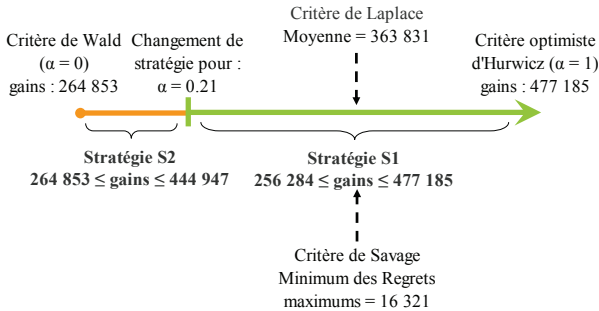 Critère de Laplace
Moyenne = 363 831
Critère de Wald
(α = 0)
gains : 264 853
Changement de
stratégie pour :
α = 0.21
Critère optimiste
d'Hurwicz (α = 1)
gains : 477 185
Stratégie S2
264 853 ≤ gains ≤ 444 947
Stratégie S1
256 284 ≤ gains ≤ 477 185
Critère de Savage
Minimum des Regrets
maximums = 16 321